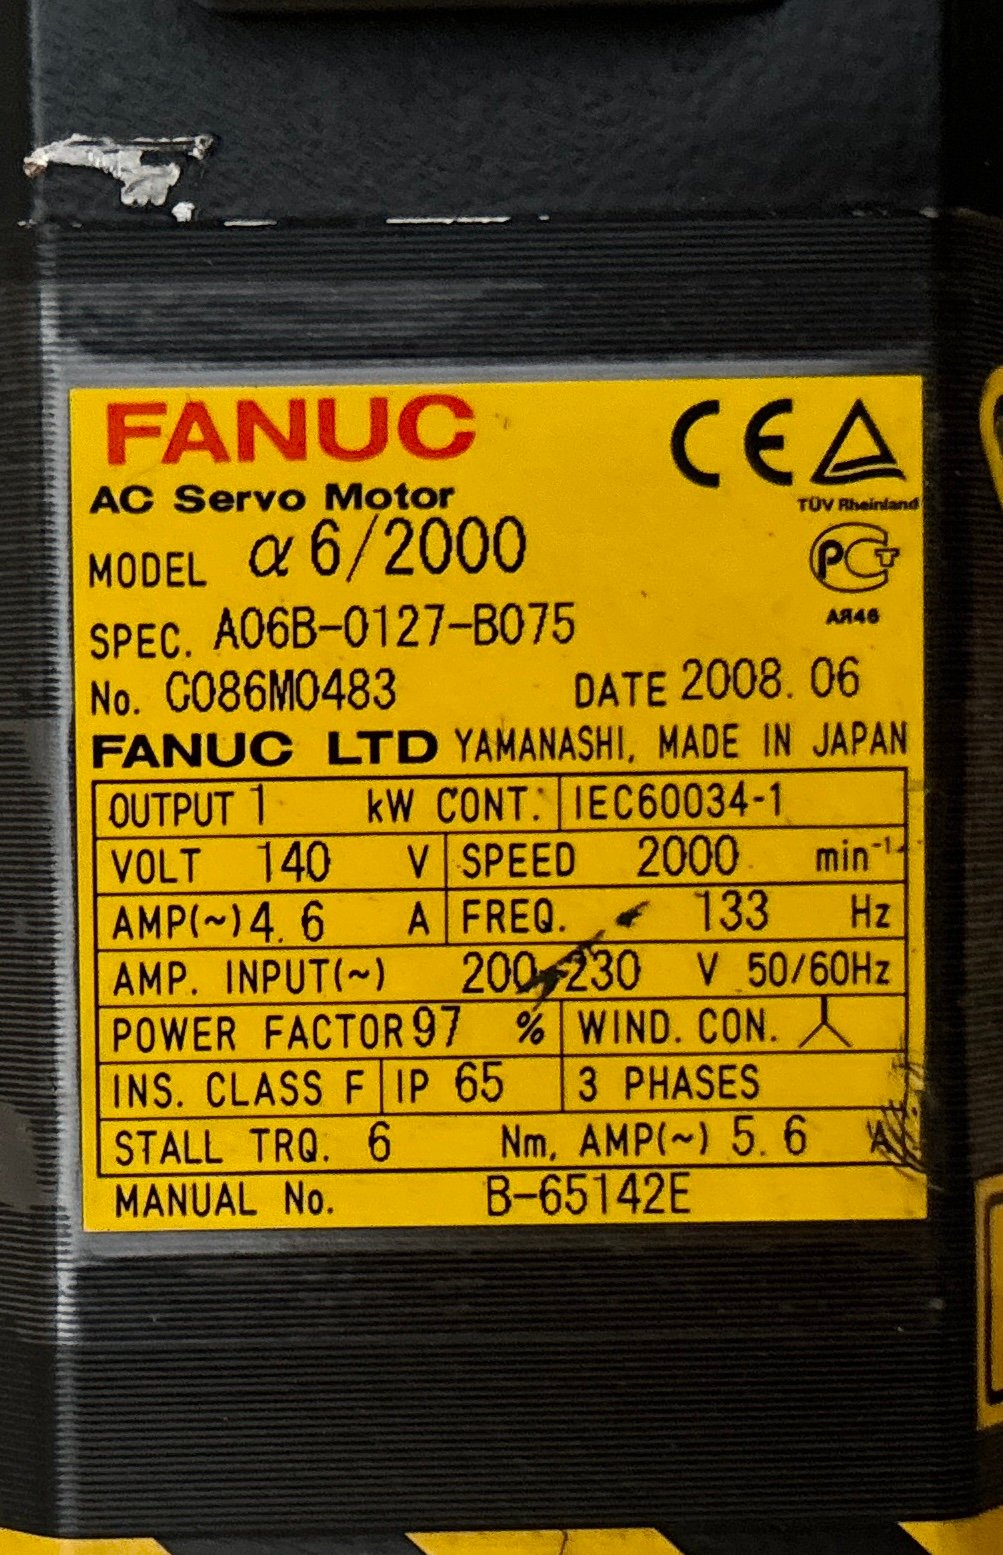 FANUC
CE
AC Servo Motor
TÜV Rheinland
MODEL α6/2000
PCT
SPEC. A06B-0127-B075
АЯ46
No. C086M0483 DATE 2008.06
FANUC LTD YAMANASHI, MADE IN JAPAN
OUTPUT 1 kW CONT. IEC60034-1
VOLT 140 V SPEED 2000 min⁻¹
AMP(~) 4.6 A FREQ. 133 Hz
AMP. INPUT(~) 200-230 V 50/60Hz
POWER FACTOR 97 % WIND. CON.
INS. CLASS F IP 65 3 PHASES
STALL TRQ. 6 Nm, AMP(~) 5.6 A
MANUAL No. B-65142E